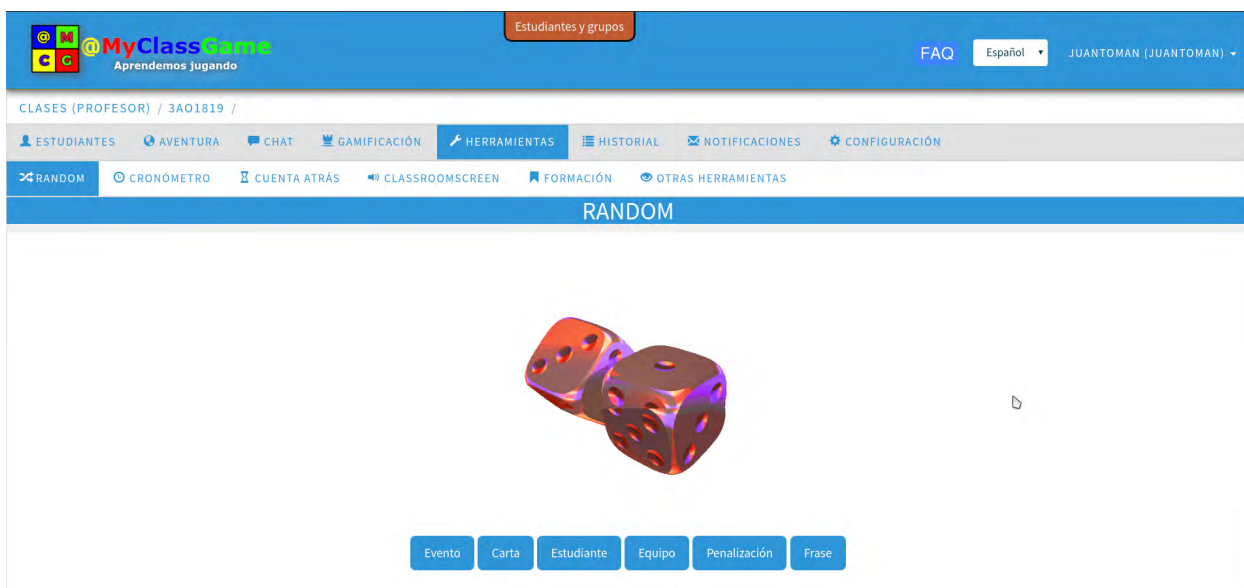 Estudiantes y grupos
@ M
C G
@MyClassGame
Aprendemos jugando
FAQ
Español
JUANTOMAN (JUANTOMAN)
CLASES (PROFESOR) / 3AO1819 /
ESTUDIANTES AVENTURA CHAT GAMIFICACIÓN HERRAMIENTAS HISTORIAL NOTIFICACIONES CONFIGURACIÓN
RANDOM CRONÓMETRO CUENTA ATRÁS CLASSROOMSCREEN FORMACIÓN OTRAS HERRAMIENTAS
RANDOM
Evento Carta Estudiante Equipo Penalización Frase